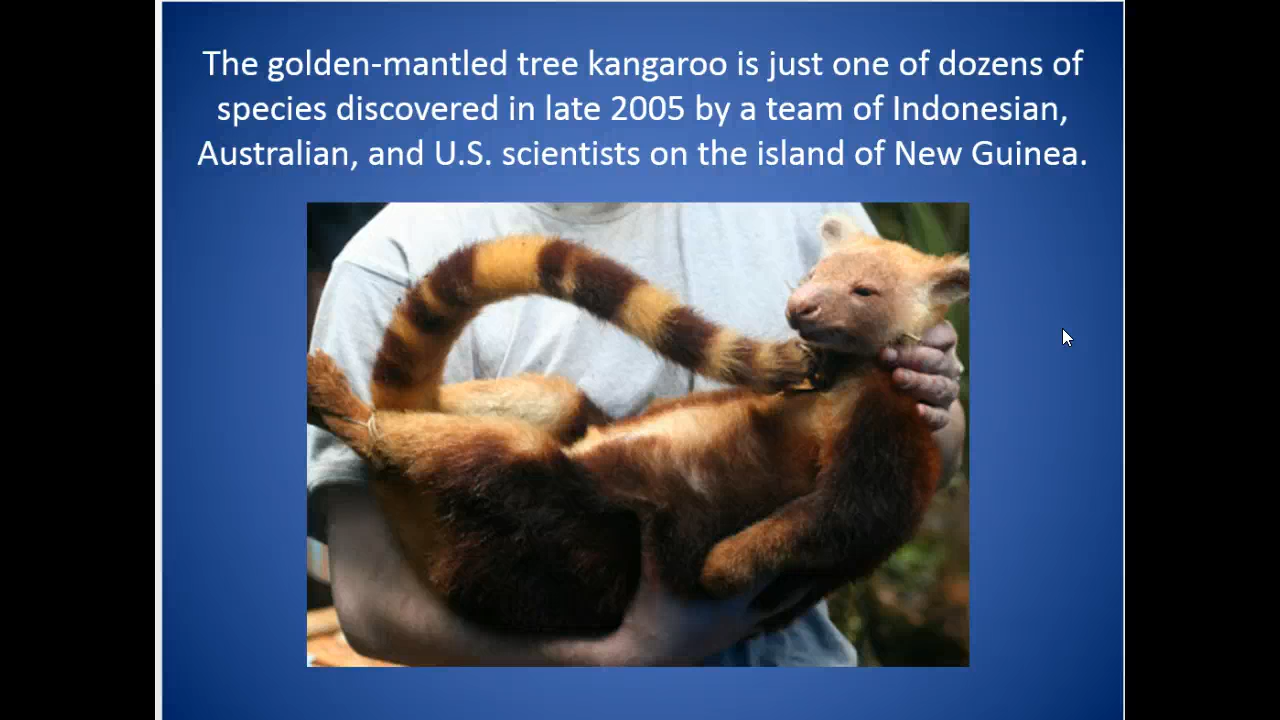 The golden-mantled tree kangaroo is just one of dozens of
species discovered in late 2005 by a team of Indonesian,
Australian, and U.S. scientists on the island of New Guinea.